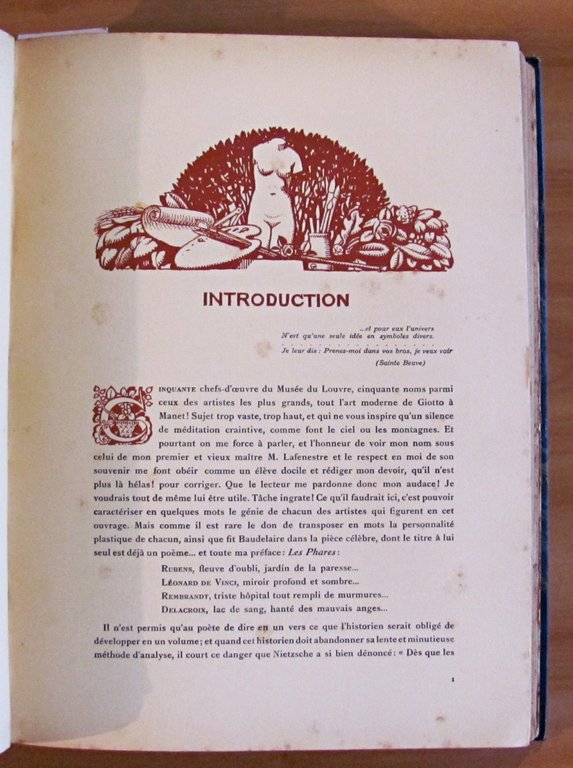 INTRODUCTION
...et pour eux l'univers
N'est qu'une seule idée en symboles divers.
. . . . . . . . . . . . . . . .
Je leur dis : Prenez-moi dans vos bras, je veux voir
(Sainte Beuve)
CINQUANTE chefs-d'œuvre du Musée du Louvre, cinquante noms parmi
ceux des artistes les plus grands, tout l'art moderne de Giotto à
Manet! Sujet trop vaste, trop haut, et qui ne vous inspire qu'un silence
de méditation craintive, comme font le ciel ou les montagnes. Et
pourtant on me force à parler, et l'honneur de voir mon nom sous
celui de mon premier et vieux maître M. Lafenestre et le respect en moi de son
souvenir me font obéir comme un élève docile et rédiger mon devoir, qu'il n'est
plus là hélas! pour corriger. Que le lecteur me pardonne donc mon audace! Je
voudrais tout de même lui être utile. Tâche ingrate! Ce qu'il faudrait ici, c'est pouvoir
caractériser en quelques mots le génie de chacun des artistes qui figurent en cet
ouvrage. Mais comme il est rare le don de transposer en mots la personnalité
plastique de chacun, ainsi que fit Baudelaire dans la pièce célèbre, dont le titre à lui
seul est déjà un poème... et toute ma préface : Les Phares :
RUBENS, fleuve d'oubli, jardin de la paresse...
LÉONARD DE VINCI, miroir profond et sombre...
REMBRANDT, triste hôpital tout rempli de murmures...
DELACROIX, lac de sang, hanté des mauvais anges...
Il n'est permis qu'au poète de dire en un vers ce que l'historien serait obligé de
développer en un volume; et quand cet historien doit abandonner sa lente et minutieuse
méthode d'analyse, il court ce danger que Nietzsche a si bien dénoncé : « Dès que les
1